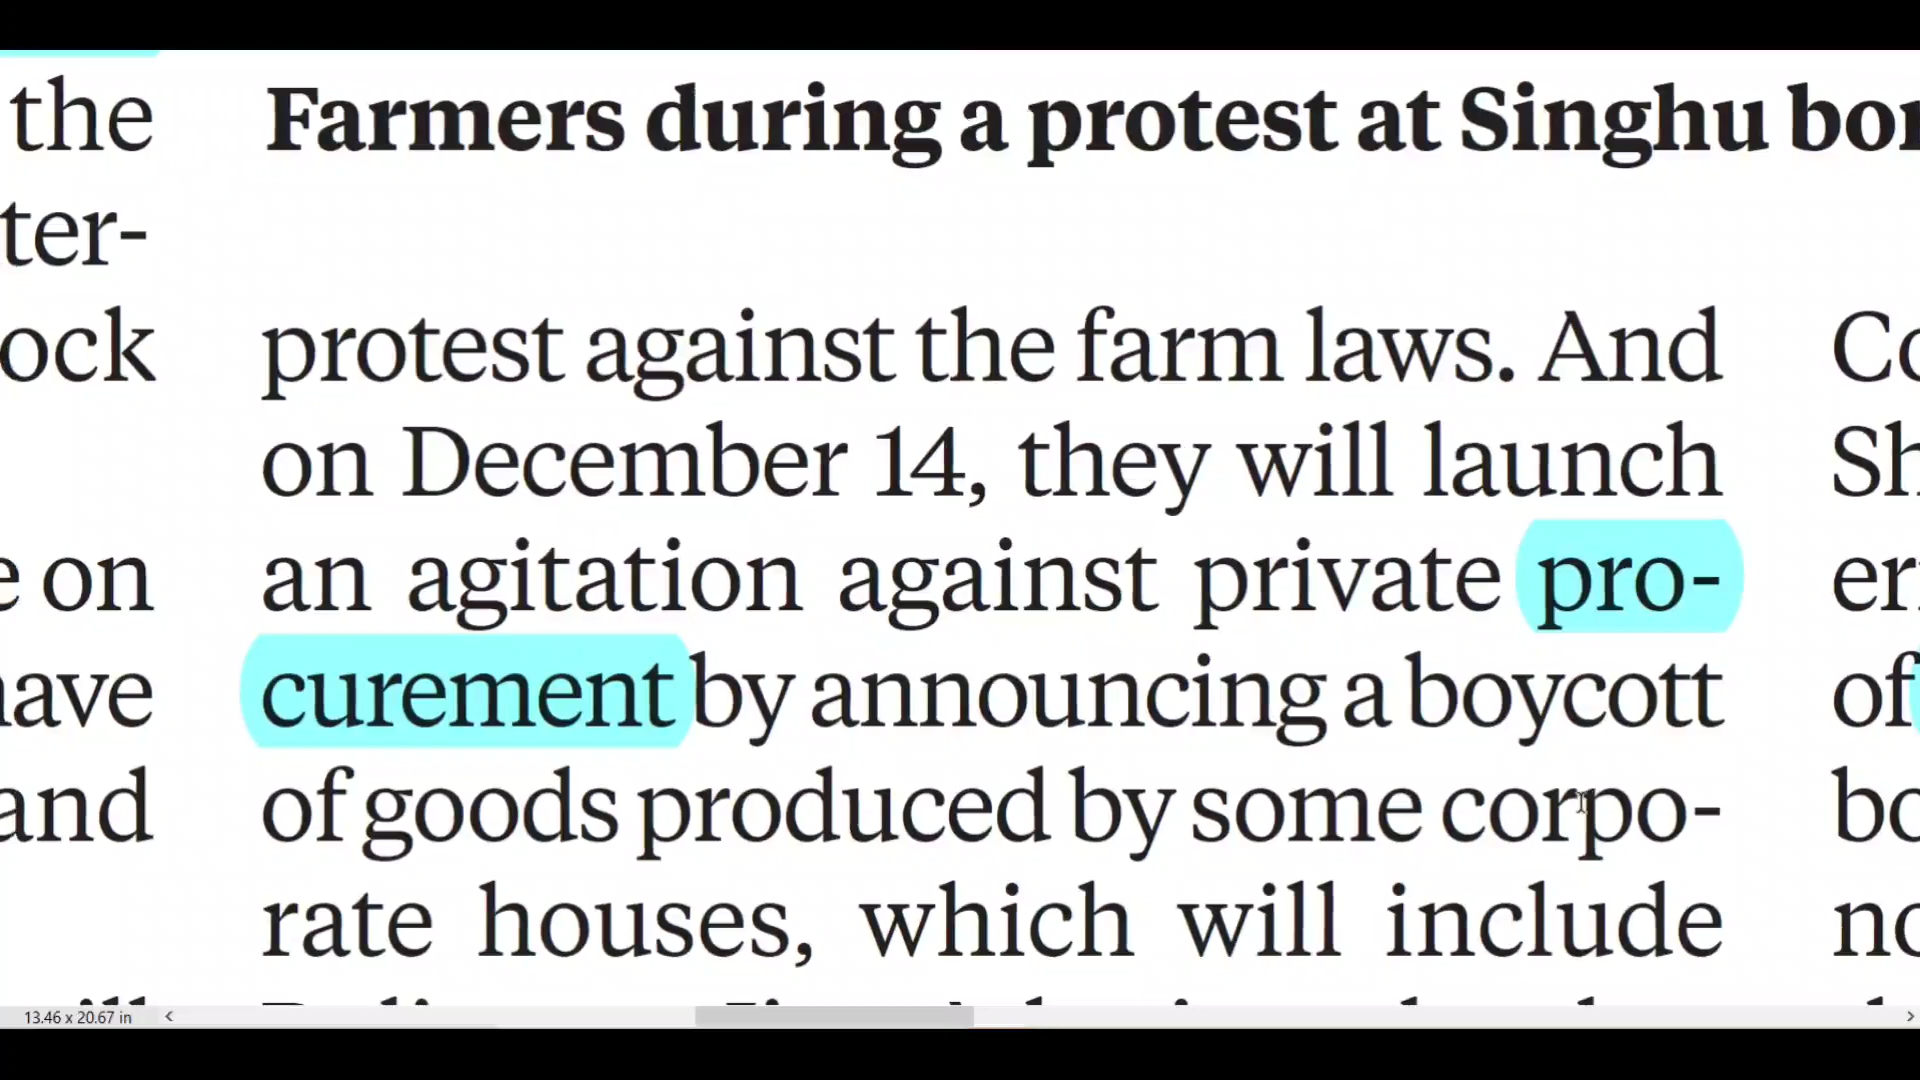 the
ter-
ock
e on
have
and
Farmers during a protest at Singhu bor
protest against the farm laws. And
on December 14, they will launch
an agitation against private pro-
curement by announcing a boycott
of goods produced by some corpo-
rate houses, which will include
Co
Sh
er
of
bo
no
13.46 x 20.67 in